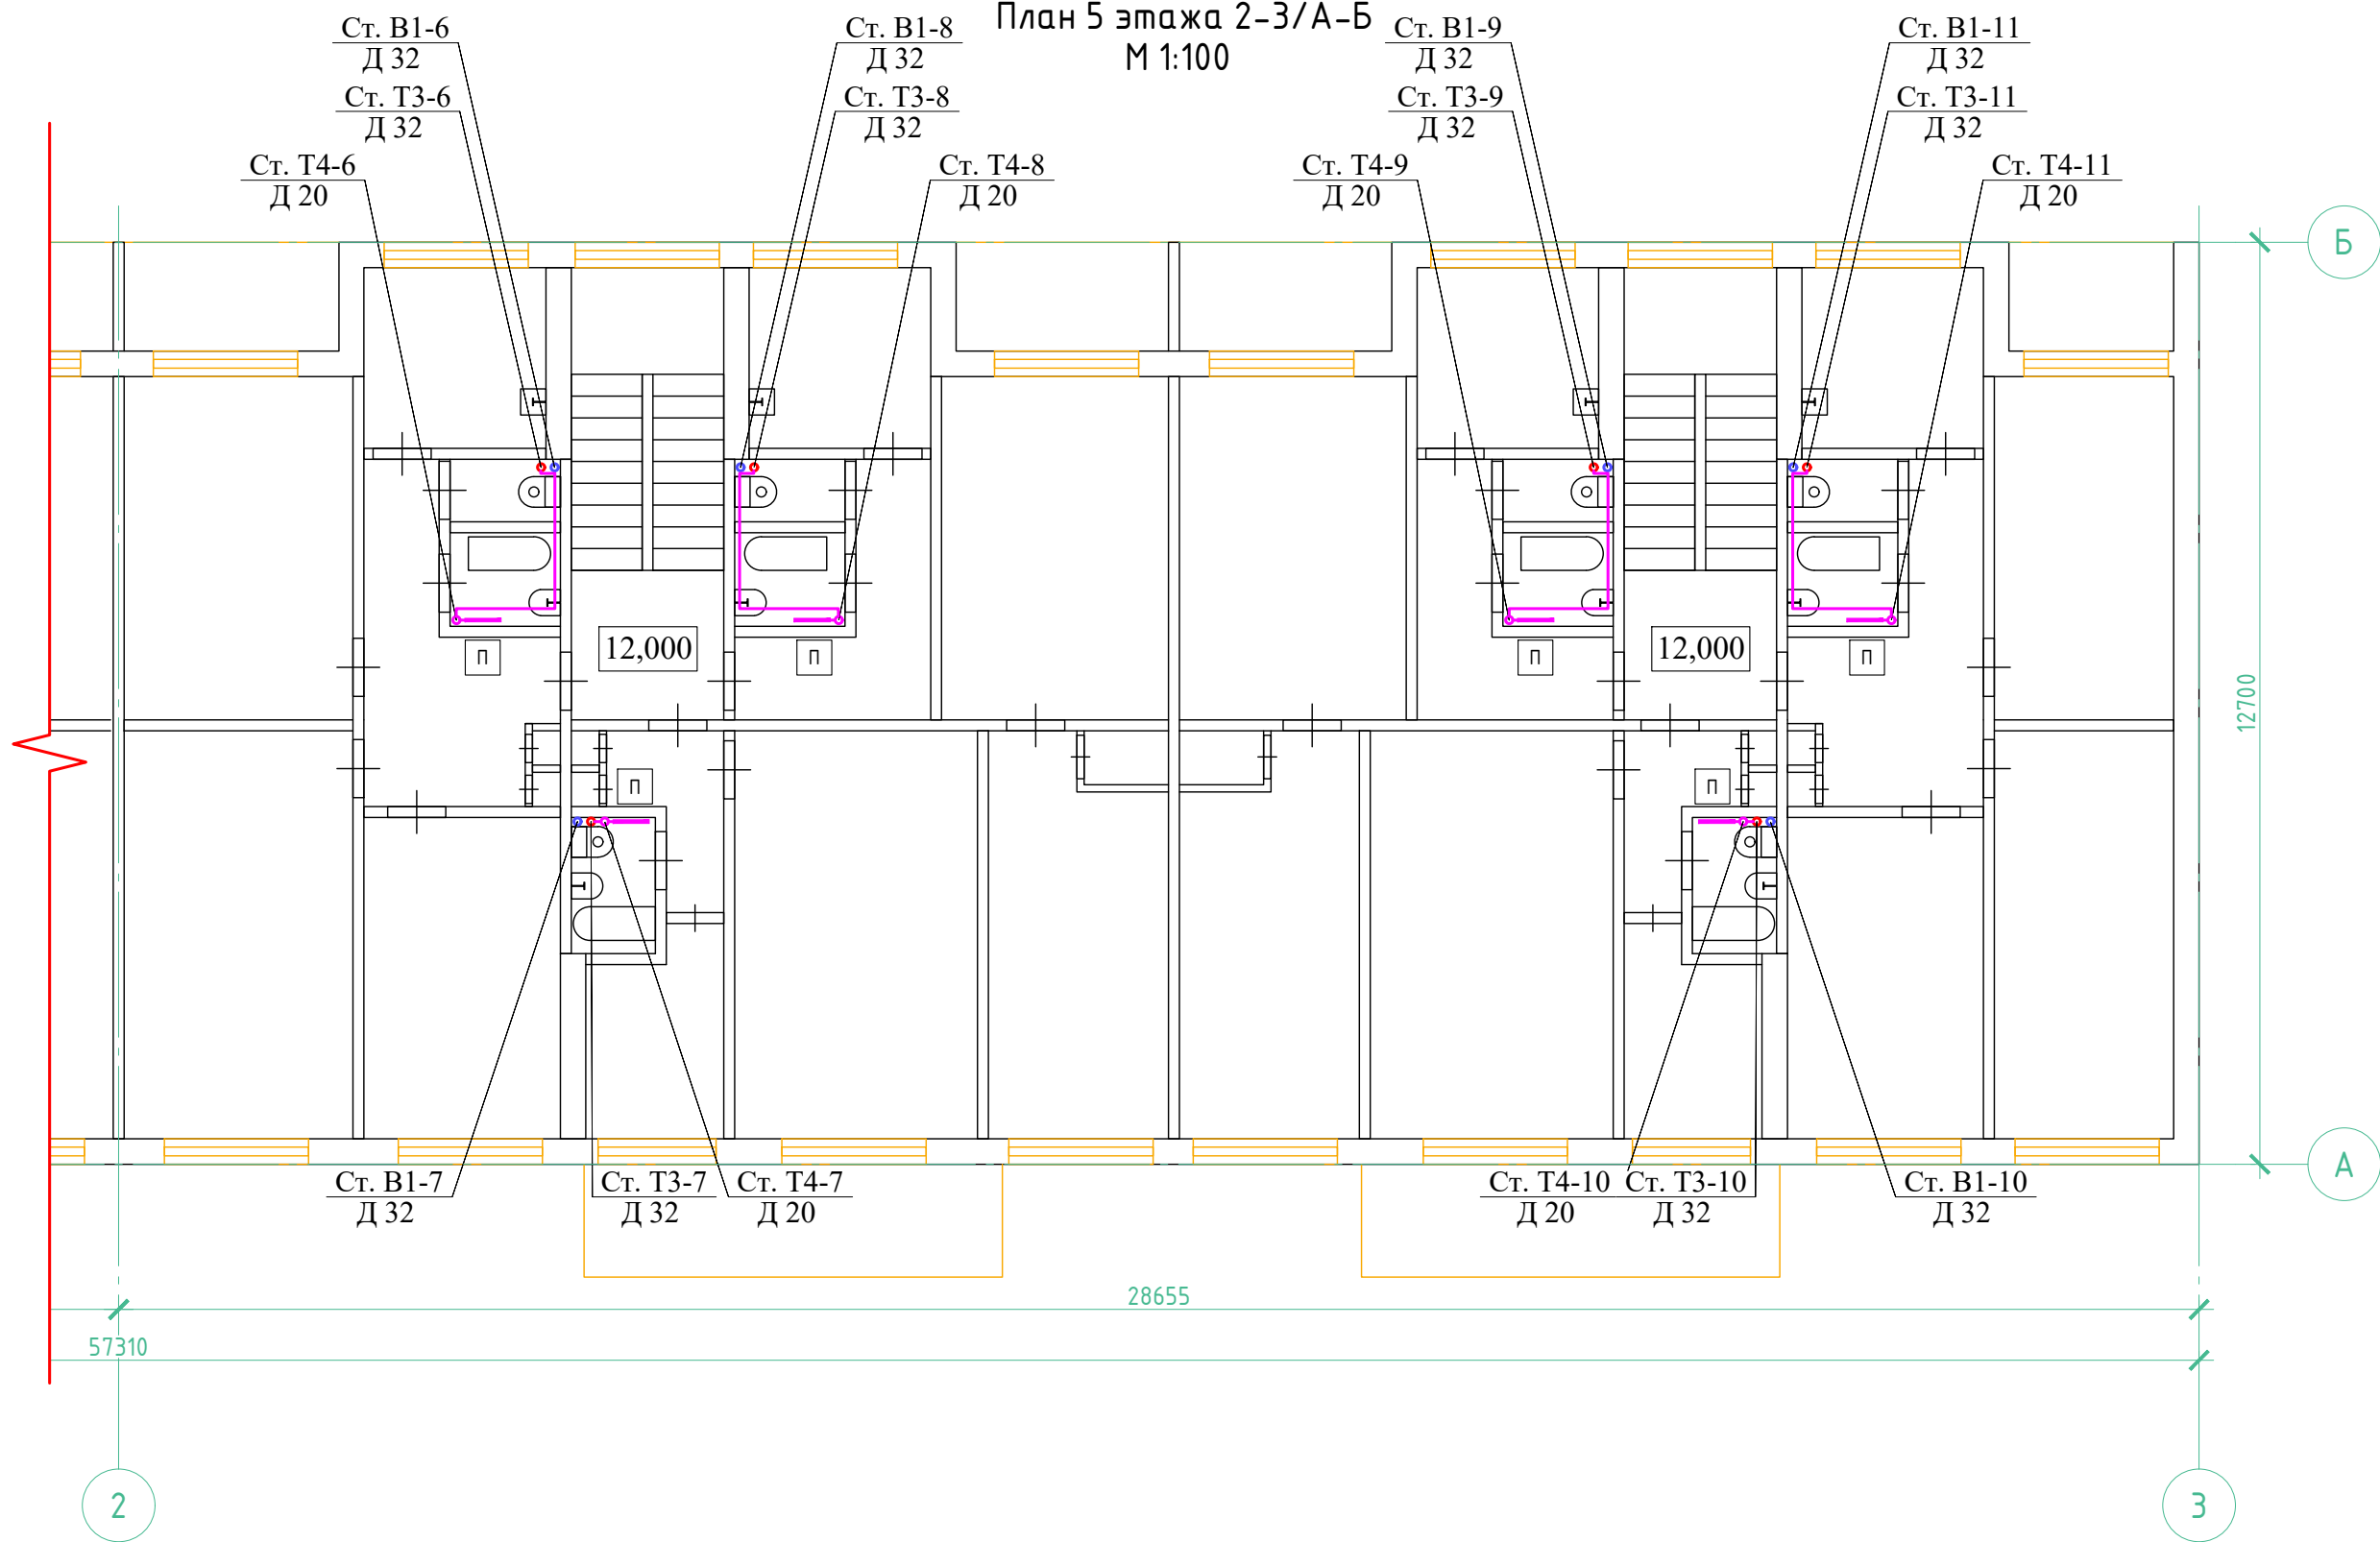 План 5 этажа 2-3/А-Б
М 1:100
Ст. В1-6
Д 32
Ст. В1-8
Д 32
Ст. В1-9
Д 32
Ст. В1-11
Д 32
Ст. Т3-6
Д 32
Ст. Т3-8
Д 32
Ст. Т3-9
Д 32
Ст. Т3-11
Д 32
Ст. Т4-6
Д 20
Ст. Т4-8
Д 20
Ст. Т4-9
Д 20
Ст. Т4-11
Д 20
Б
12,000
12,000
П
П
П
П
12700
П
П
Ст. В1-7
Д 32
Ст. Т3-7
Д 32
Ст. Т4-7
Д 20
Ст. Т4-10
Д 20
Ст. Т3-10
Д 32
Ст. В1-10
Д 32
А
28655
57310
2
3